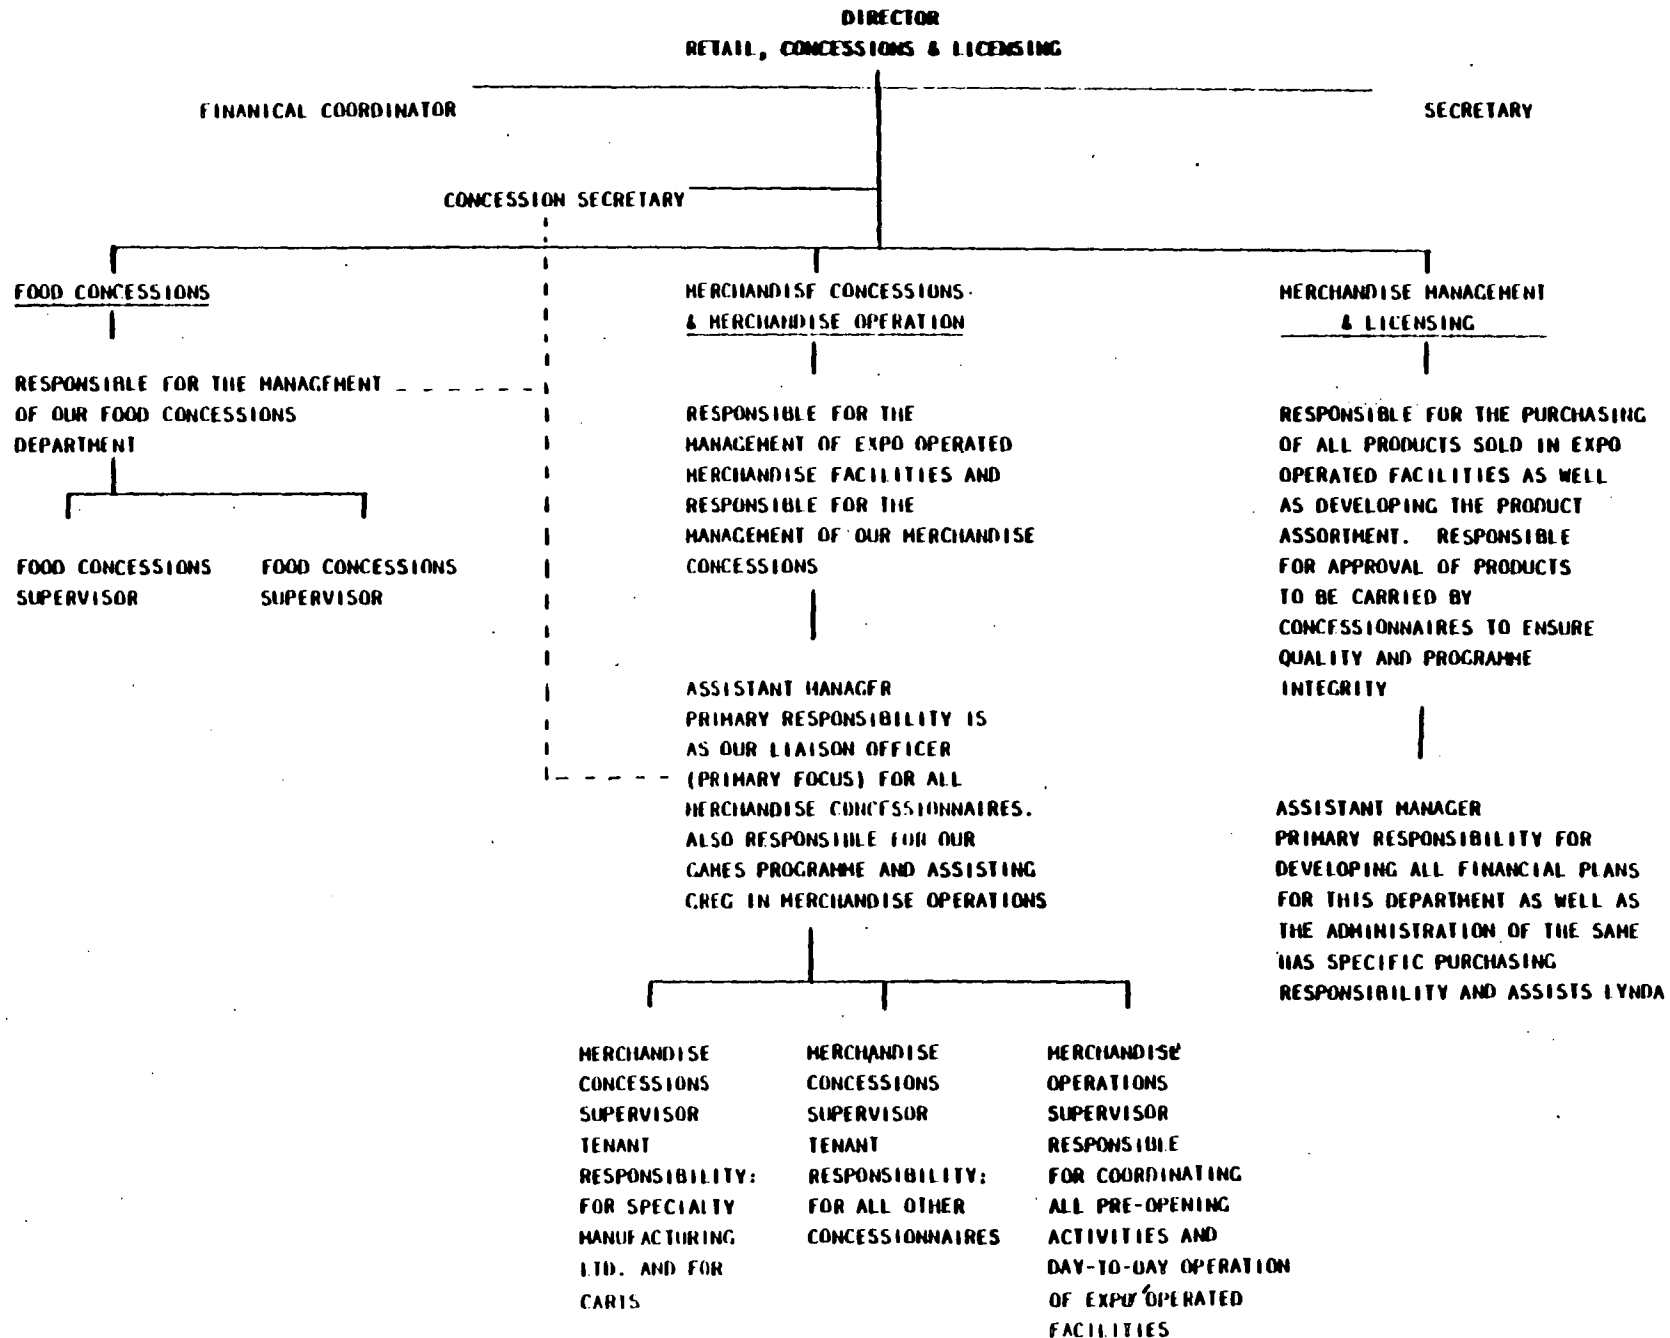 DIRECTOR
RETAIL, CONCESSIONS & LICENSING
FINANICAL COORDINATOR
SECRETARY
CONCESSION SECRETARY
FOOD CONCESSIONS
RESPONSIBLE FOR THE MANAGEMENT
OF OUR FOOD CONCESSIONS
DEPARTMENT
FOOD CONCESSIONS
SUPERVISOR
FOOD CONCESSIONS
SUPERVISOR
MERCHANDISE CONCESSIONS
& MERCHANDISE OPERATION
RESPONSIBLE FOR THE
MANAGEMENT OF EXPO OPERATED
MERCHANDISE FACILITIES AND
RESPONSIBLE FOR THE
MANAGEMENT OF OUR MERCHANDISE
CONCESSIONS
ASSISTANT MANAGER
PRIMARY RESPONSIBILITY IS
AS OUR LIAISON OFFICER
(PRIMARY FOCUS) FOR ALL
MERCHANDISE CONCESSIONNAIRES.
ALSO RESPONSIBLE FOR OUR
GAMES PROGRAMME AND ASSISTING
GREG IN MERCHANDISE OPERATIONS
MERCHANDISE
CONCESSIONS
SUPERVISOR
TENANT
RESPONSIBILITY:
FOR SPECIALTY
MANUFACTURING
LTD. AND FOR
CARTS
MERCHANDISE
CONCESSIONS
SUPERVISOR
TENANT
RESPONSIBILITY:
FOR ALL OTHER
CONCESSIONNAIRES
MERCHANDISE
OPERATIONS
SUPERVISOR
RESPONSIBLE
FOR COORDINATING
ALL PRE-OPENING
ACTIVITIES AND
DAY-TO-DAY OPERATION
OF EXPO OPERATED
FACILITIES
MERCHANDISE MANAGEMENT
& LICENSING
RESPONSIBLE FOR THE PURCHASING
OF ALL PRODUCTS SOLD IN EXPO
OPERATED FACILITIES AS WELL
AS DEVELOPING THE PRODUCT
ASSORTMENT. RESPONSIBLE
FOR APPROVAL OF PRODUCTS
TO BE CARRIED BY
CONCESSIONNAIRES TO ENSURE
QUALITY AND PROGRAMME
INTEGRITY
ASSISTANT MANAGER
PRIMARY RESPONSIBILITY FOR
DEVELOPING ALL FINANCIAL PLANS
FOR THIS DEPARTMENT AS WELL AS
THE ADMINISTRATION OF THE SAME
HAS SPECIFIC PURCHASING
RESPONSIBILITY AND ASSISTS LYNDA